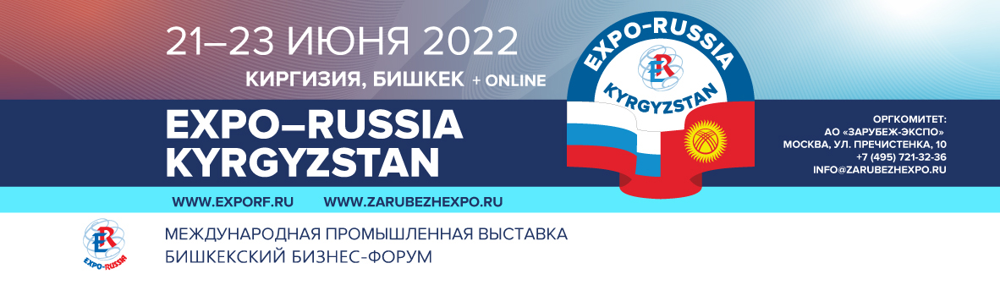 21–23 ИЮНЯ 2022
КИРГИЗИЯ, БИШКЕК + ONLINE
EXPO–RUSSIA
KYRGYZSTAN
WWW.EXPORF.RU WWW.ZARUBEZHEXPO.RU
МЕЖДУНАРОДНАЯ ПРОМЫШЛЕННАЯ ВЫСТАВКА
БИШКЕКСКИЙ БИЗНЕС-ФОРУМ
EXPO-RUSSIA
EXPO-RUSSIA
ER
KYRGYZSTAN
ОРГКОМИТЕТ:
АО «ЗАРУБЕЖ-ЭКСПО»
МОСКВА, УЛ. ПРЕЧИСТЕНКА, 10
+7 (495) 721-32-36
INFO@ZARUBEZHEXPO.RU
ER